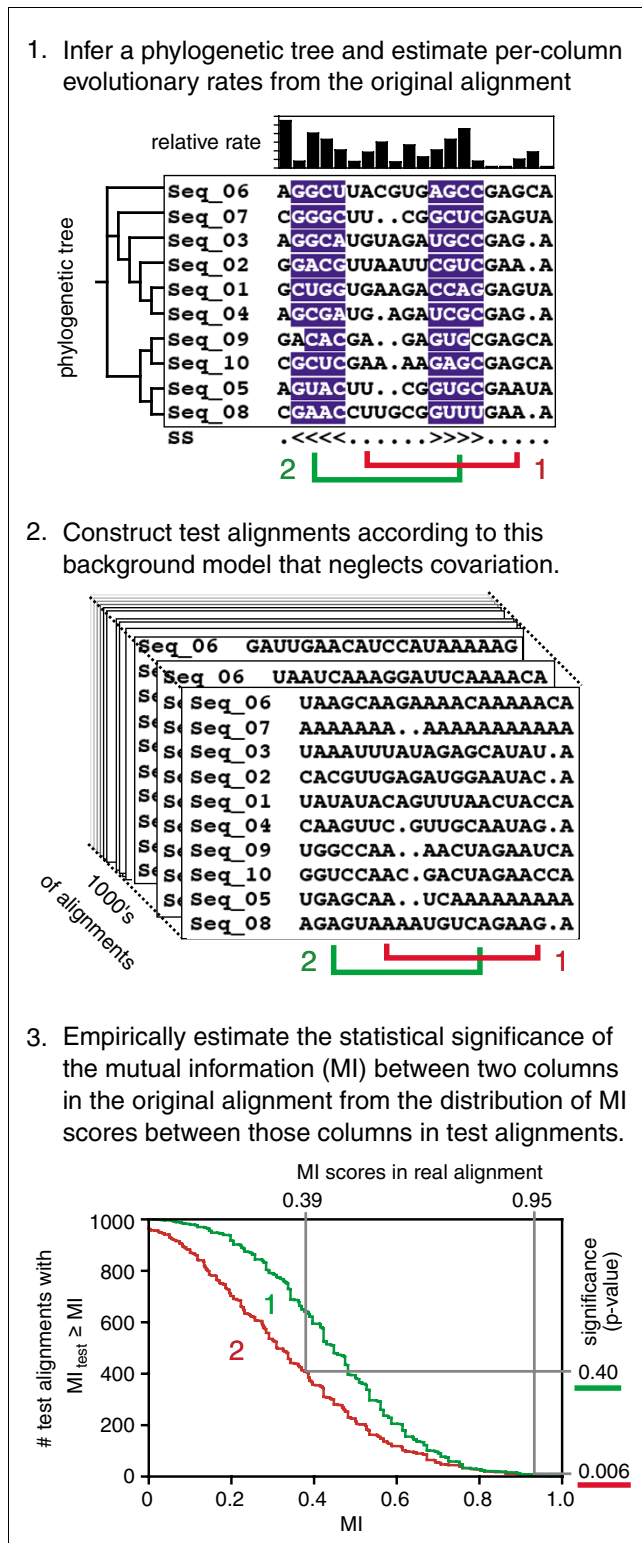 1. Infer a phylogenetic tree and estimate per-column
evolutionary rates from the original alignment
relative rate
phylogenetic tree
Seq_06 AGGCUUACGUGAGCCGAGCA
Seq_07 CGGGCUU..CGGCUCGAGUA
Seq_03 AGGCAUGUAGAUGCCGAG.A
Seq_02 GGACGUUAAUUCGUCGAA.A
Seq_01 GCUGGUGAAGACCAGGAGUA
Seq_04 AGCGAUG.AGAUCGCGAG.A
Seq_09 GACACGA..GAGUGCGAGCA
Seq_10 CGCUCGAA.AAGAGCGAGCA
Seq_05 AGUACUU..CGGUGCGAAUA
Seq_08 CGAACCUUGCGGUUUGAA.A
SS .<<<<......>>>>.....
2 1
2. Construct test alignments according to this
background model that neglects covariation.
Seq_06 GAUUGAACAUCCAUAAAAAG
Seq_06 UAAUCAAAGGAUUCAAAACA
Seq_06 UAAGCAAGAAAACAAAAACA
Seq_07 AAAAAAA..AAAAAAAAAAA
Seq_03 UAAAUUUAUAGAGCAUAU.A
Seq_02 CACGUUGAGAUGGAAUAC.A
Seq_01 UAUAUACAGUUUAACUACCA
Seq_04 CAAGUUC.GUUGCAAUAG.A
Seq_09 UGGCCAA..AACUAGAAUCA
Seq_10 GGUCCAAC.GACUAGAACCA
Seq_05 UGAGCAA..UCAAAAAAAAA
Seq_08 AGAGUAAAAUGUCAGAAG.A
1000's
of alignments
2 1
3. Empirically estimate the statistical significance of
the mutual information (MI) between two columns
in the original alignment from the distribution of MI
scores between those columns in test alignments.
MI scores in real alignment
0.39 0.95
# test alignments with
MI test ≥ MI
1000
800
600
400
200
0
1
2
significance
(p-value)
0.40
0.006
0 0.2 0.4 0.6 0.8 1.0
MI